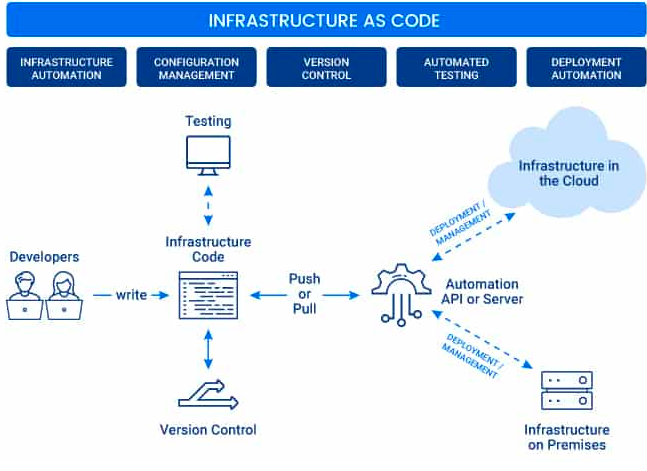 INFRASTRUCTURE AS CODE
INFRASTRUCTURE
AUTOMATION
CONFIGURATION
MANAGEMENT
VERSION
CONTROL
AUTOMATED
TESTING
DEPLOYMENT
AUTOMATION
Testing
Infrastructure in
the Cloud
DEPLOYMENT /
MANAGEMENT
Developers
Infrastructure
Code
write
Push
or
Pull
Automation
API or Server
DEPLOYMENT /
MANAGEMENT
Version Control
Infrastructure
on Premises